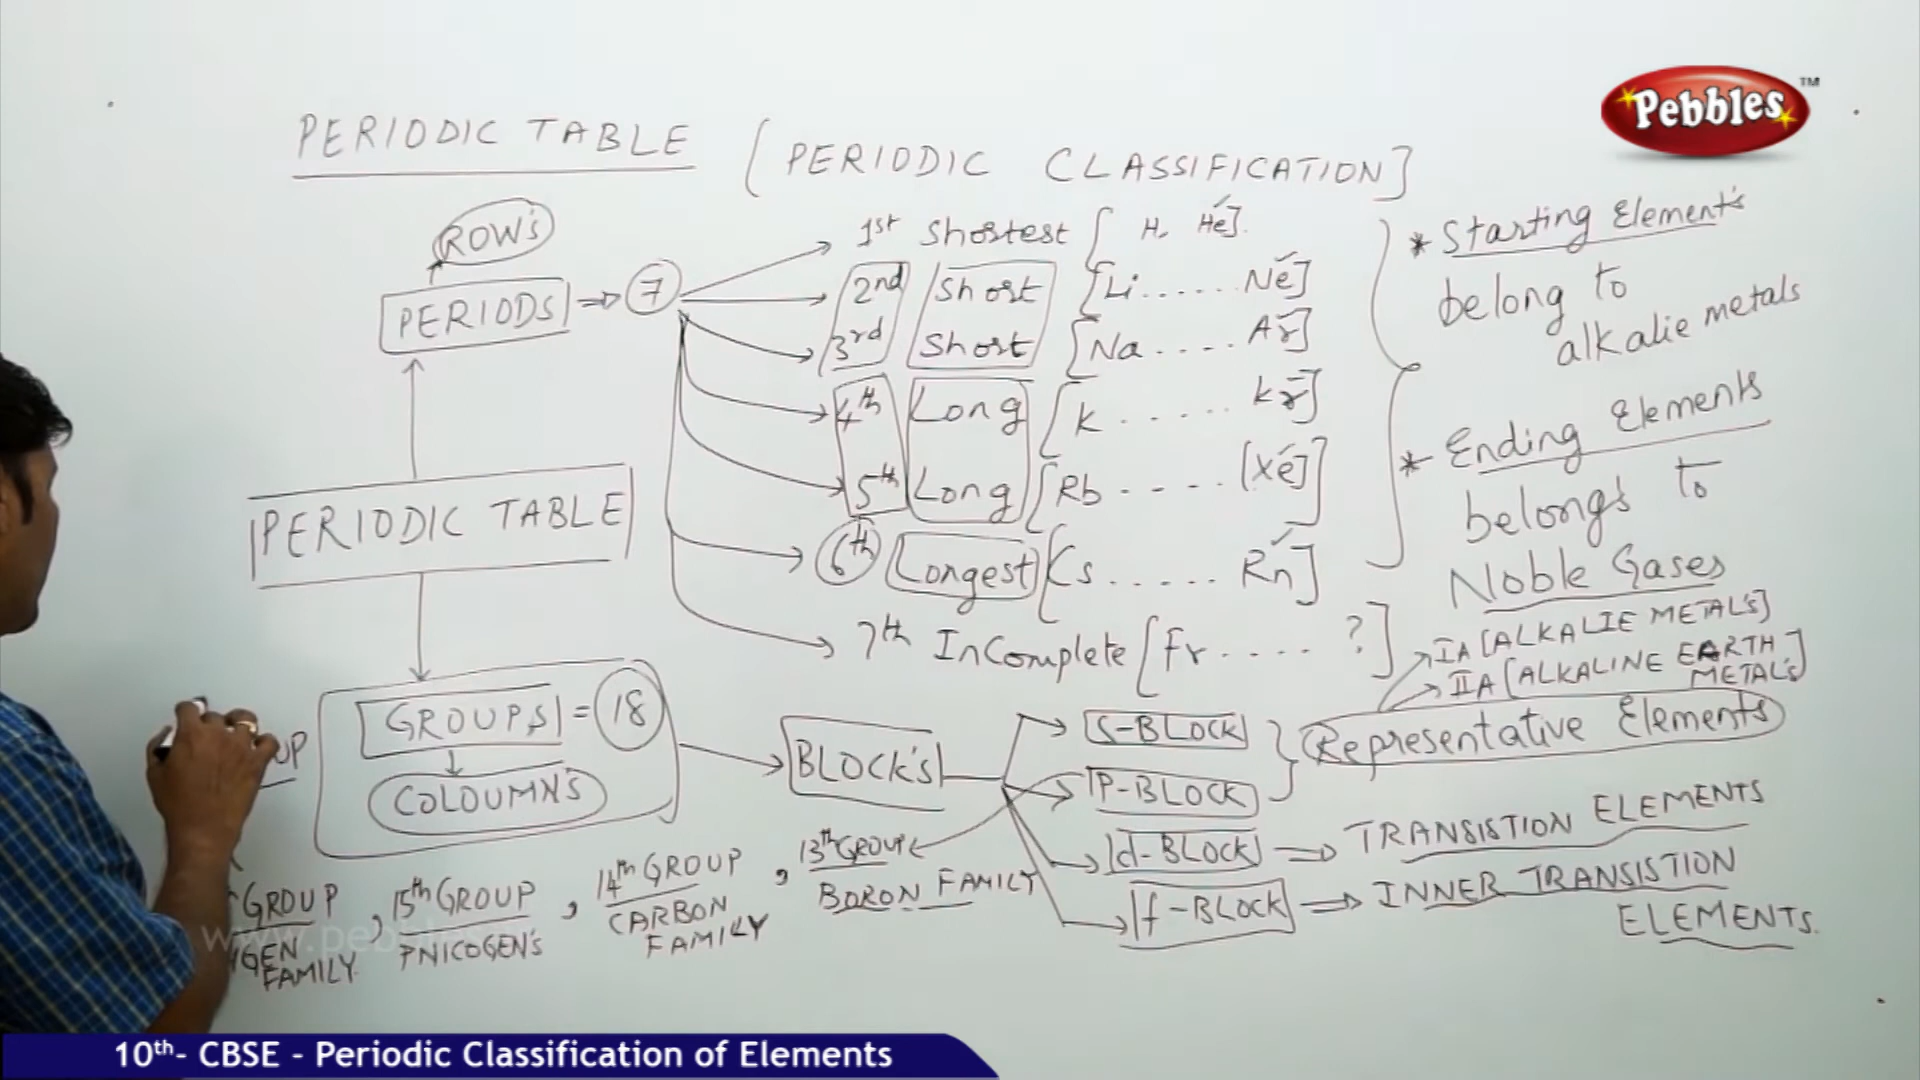 Pebbles TM
PERIODIC TABLE [PERIODIC CLASSIFICATION]
ROW's
PERIODS ⇒ 7
1st Shortest [H, He].
2nd Short [Li...... Ne]
3rd Short [Na..... Ar]
4th Long [K...... Kr]
5th Long [Rb..... [Xe]]
6th Longest [Cs...... Rn]
7th InComplete [Fr..... ?]
* Starting Element's
belong to
alkalie metals
* Ending Elements
belongs to
Noble Gases
PERIODIC TABLE
GROUPS = 18
COLOUMN'S
BLOCK's
S-BLOCK
P-BLOCK
d-BLOCK ⇒ TRANSISTION ELEMENTS
f-BLOCK ⇒ INNER TRANSISTION
ELEMENTS.
Representative Elements
IA [ALKALIE METAL's]
IIA [ALKALINE EARTH
METAL's]
13th GROUP
BORON FAMILY
, 14th GROUP
CARBON
FAMILY
, 15th GROUP
PNICOGEN's
GROUP
GEN
FAMILY
UP
10th- CBSE - Periodic Classification of Elements